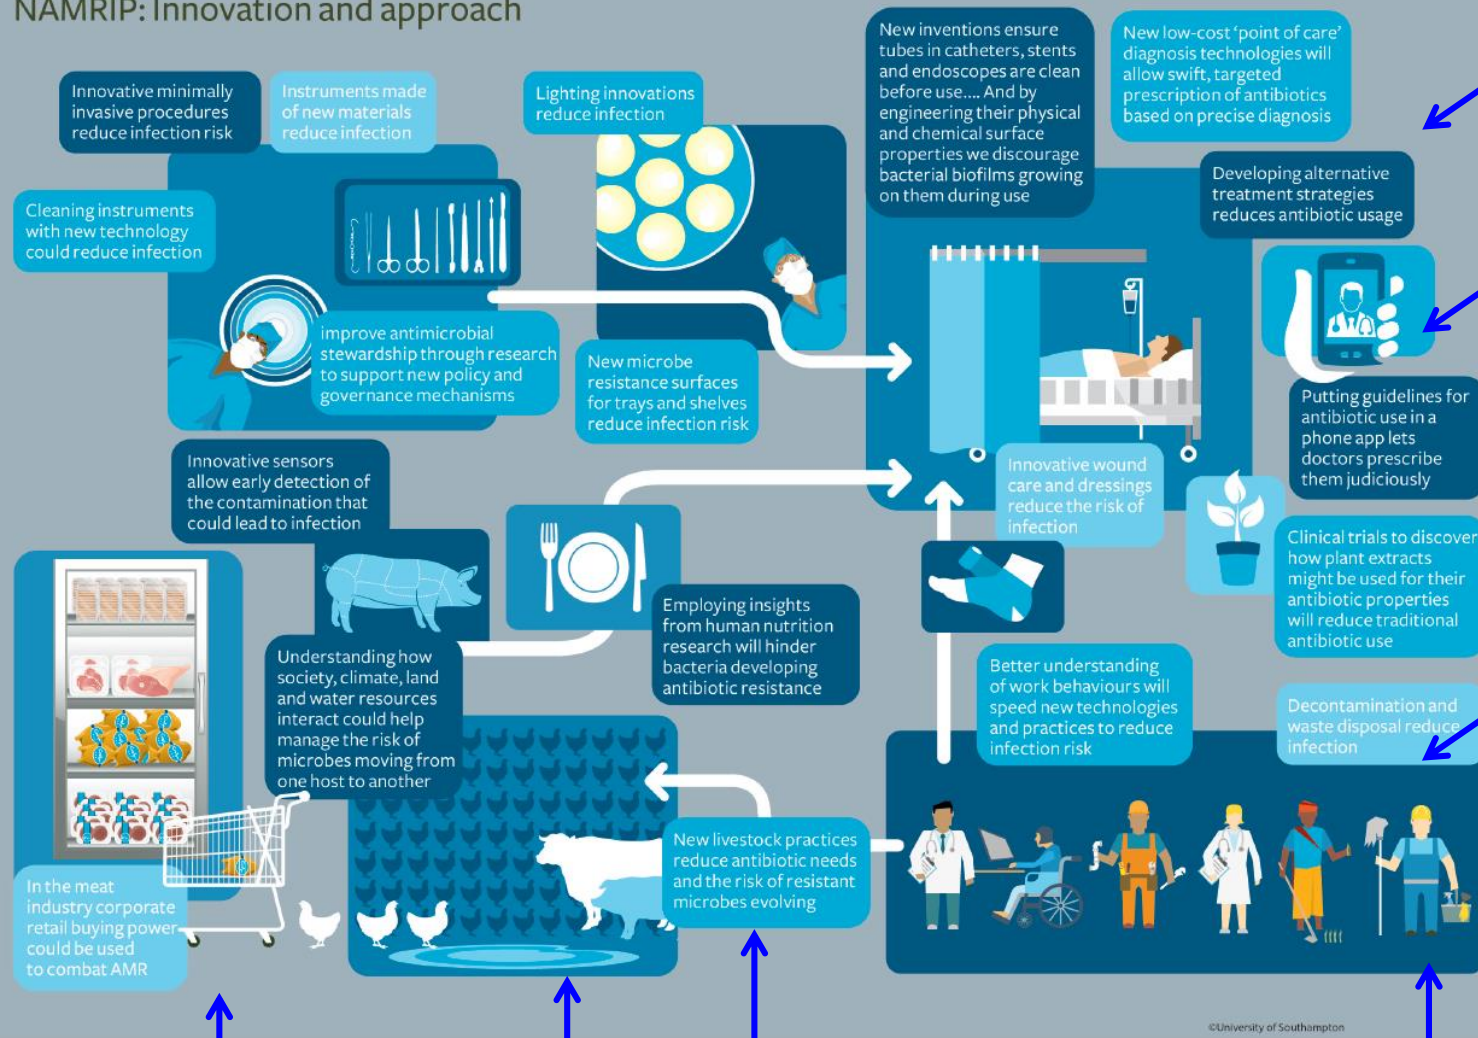 NAMRIP: Innovation and approach
Innovative minimally
invasive procedures
reduce infection risk
Instruments made
of new materials
reduce infection
Lighting innovations
reduce infection
New inventions ensure
tubes in catheters, stents
and endoscopes are clean
before use.... And by
engineering their physical
and chemical surface
properties we discourage
bacterial biofilms growing
on them during use
New low-cost ‘point of care’
diagnosis technologies will
allow swift, targeted
prescription of antibiotics
based on precise diagnosis
Developing alternative
treatment strategies
reduces antibiotic usage
Cleaning instruments
with new technology
could reduce infection
improve antimicrobial
stewardship through research
to support new policy and
governance mechanisms
New microbe
resistance surfaces
for trays and shelves
reduce infection risk
Putting guidelines for
antibiotic use in a
phone app lets
doctors prescribe
them judiciously
Innovative sensors
allow early detection of
the contamination that
could lead to infection
Innovative wound
care and dressings
reduce the risk of
infection
Clinical trials to discover
how plant extracts
might be used for their
antibiotic properties
will reduce traditional
antibiotic use
Employing insights
from human nutrition
research will hinder
bacteria developing
antibiotic resistance
Understanding how
society, climate, land
and water resources
interact could help
manage the risk of
microbes moving from
one host to another
Better understanding
of work behaviours will
speed new technologies
and practices to reduce
infection risk
Decontamination and
waste disposal reduce
infection
New livestock practices
reduce antibiotic needs
and the risk of resistant
microbes evolving
In the meat
industry corporate
retail buying power
could be used
to combat AMR
©University of Southampton